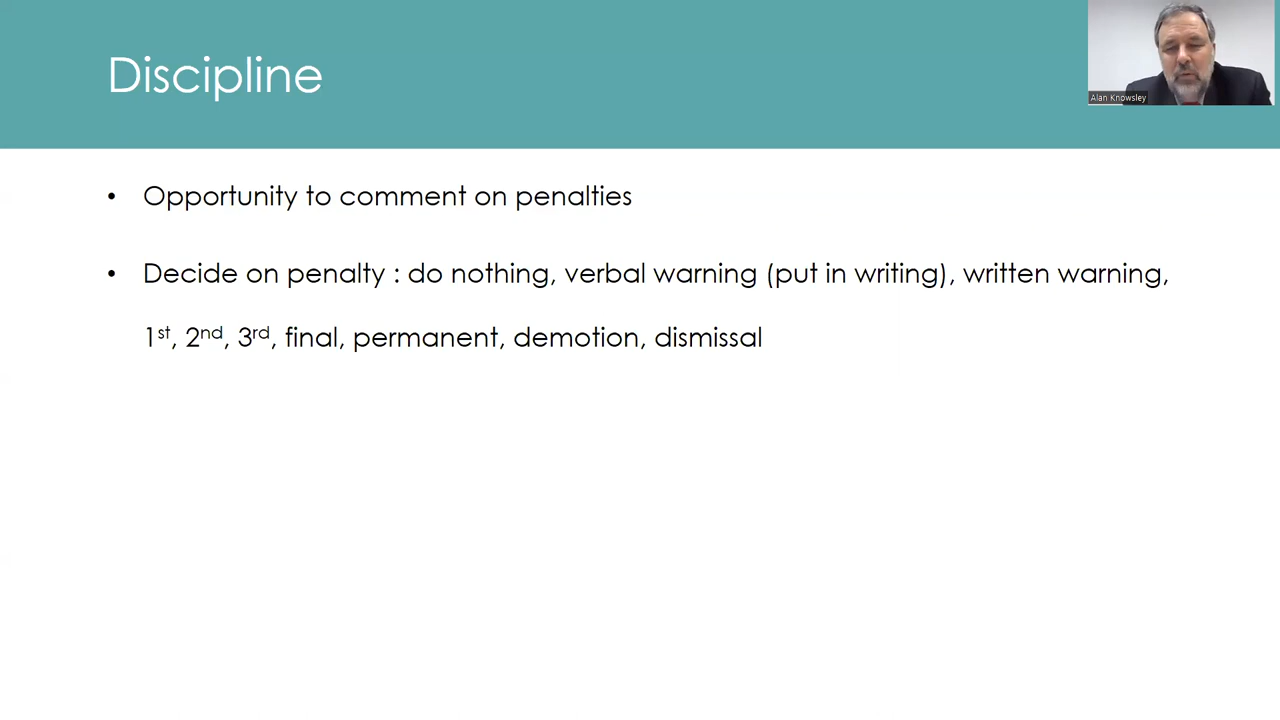 Discipline
Alan Knowsley
• Opportunity to comment on penalties
• Decide on penalty : do nothing, verbal warning (put in writing), written warning,
1st, 2nd, 3rd, final, permanent, demotion, dismissal